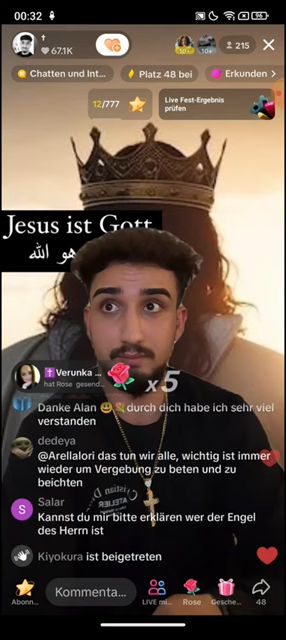 00:32
96
†
67.1K
30+
10+
215
Chatten und Int...
Platz 48 bei
Erkunden >
12/777
Live Fest-Ergebnis
prüfen
Jesus ist Gott
هو الله
Verunka ...
hat Rose gesend...
x5
Danke Alan 😃💐durch dich habe ich sehr viel
verstanden
dedeya
@Arellalori das tun wir alle, wichtig ist immer
wieder um Vergebung zu beten und zu
beichten
S
Salar
Kannst du mir bitte erklären wer der Engel
des Herrn ist
Kiyokura ist beigetreten
Abonn...
Kommenta...
LIVE mi...
Rose
Gesche...
48